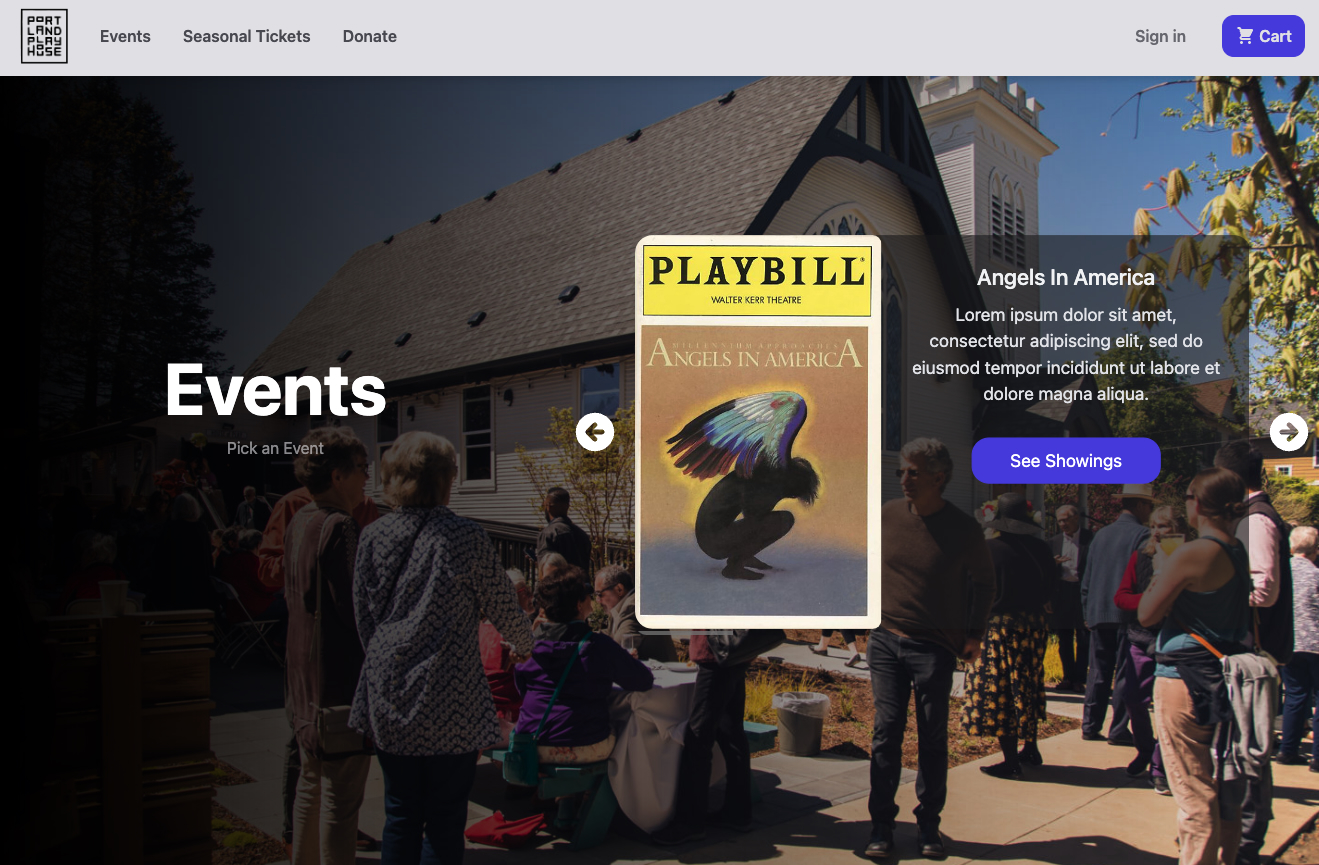 PORT
LAND
PLAY
HOUSE
Events
Seasonal Tickets
Donate
Sign in
Cart
Events
Pick an Event
PLAYBILL®
WALTER KERR THEATRE
MILLENNIUM APPROACHES
ANGELS IN AMERICA
Angels In America
Lorem ipsum dolor sit amet,
consectetur adipiscing elit, sed do
eiusmod tempor incididunt ut labore et
dolore magna aliqua.
See Showings